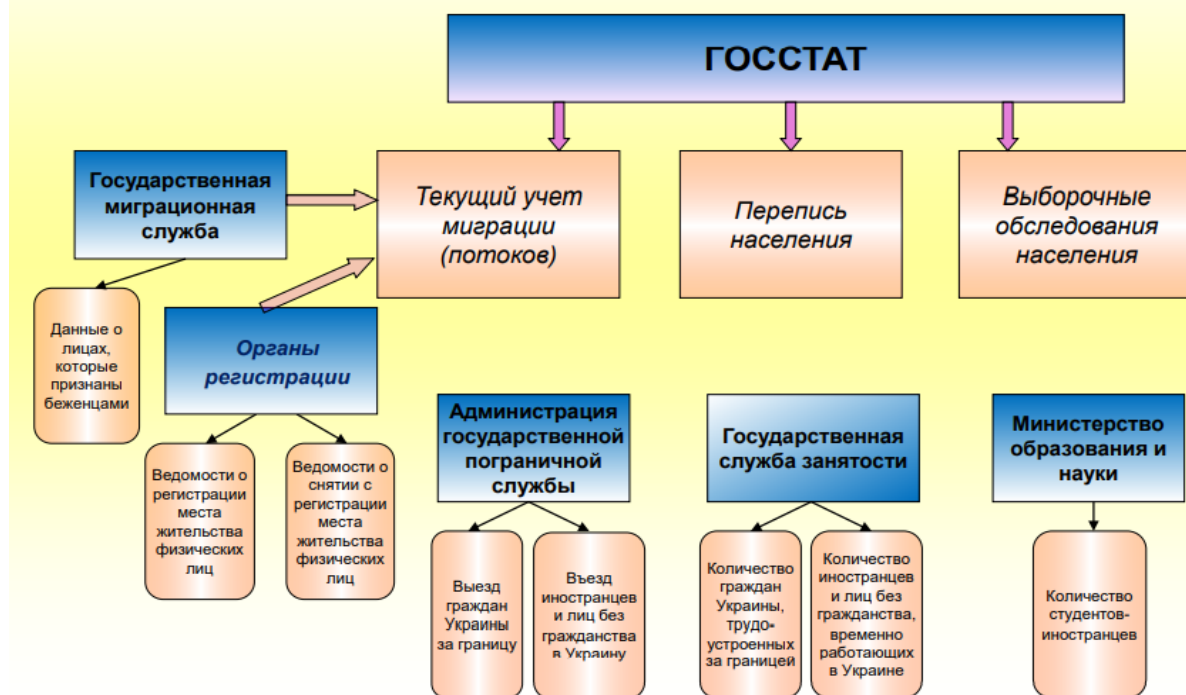 ГОССТАТ
Государственная
миграционная
служба
Текущий учет
миграции
(потоков)
Перепись
населения
Выборочные
обследования
населения
Данные о
лицах,
которые
признаны
беженцами
Органы
регистрации
Ведомости о
регистрации
места
жительства
физических
лиц
Ведомости о
снятии с
регистрации
места
жительства
физических
лиц
Администрация
государственной
пограничной
службы
Государственная
служба занятости
Министерство
образования и
науки
Выезд
граждан
Украины
за границу
Въезд
иностранцев
и лиц без
гражданства
в Украину
Количество
граждан
Украины,
трудо-
устроенных
за границей
Количество
иностранцев
и лиц без
гражданства,
временно
работающих
в Украине
Количество
студентов-
иностранцев